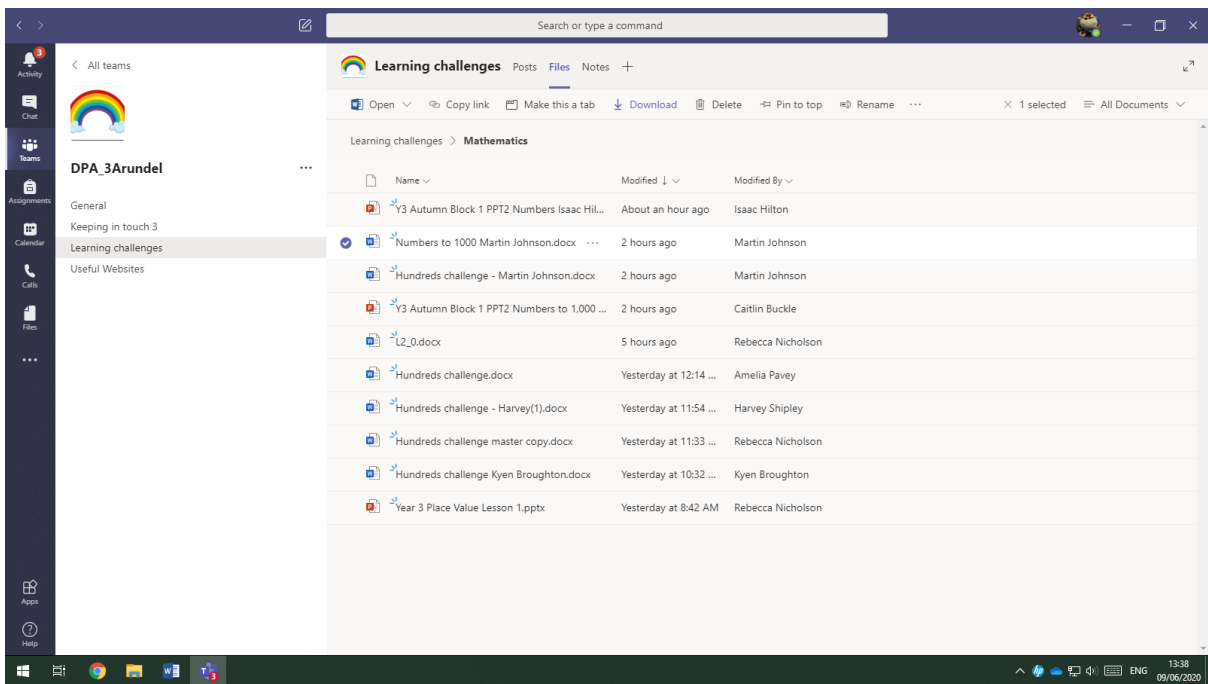 Search or type a command
3
Activity
Chat
Teams
Assignments
Calendar
Calls
Files
Apps
Help
All teams
DPA_3Arundel
General
Keeping in touch 3
Learning challenges
Useful Websites
Learning challenges Posts Files Notes
Open Copy link Make this a tab Download Delete Pin to top Rename 1 selected All Documents
Learning challenges > Mathematics
Name Modified Modified By
Y3 Autumn Block 1 PPT2 Numbers Isaac Hil... About an hour ago Isaac Hilton
Numbers to 1000 Martin Johnson.docx 2 hours ago Martin Johnson
Hundreds challenge - Martin Johnson.docx 2 hours ago Martin Johnson
Y3 Autumn Block 1 PPT2 Numbers to 1,000 ... 2 hours ago Caitlin Buckle
L2_0.docx 5 hours ago Rebecca Nicholson
Hundreds challenge.docx Yesterday at 12:14 ... Amelia Pavey
Hundreds challenge - Harvey(1).docx Yesterday at 11:54 ... Harvey Shipley
Hundreds challenge master copy.docx Yesterday at 11:33 ... Rebecca Nicholson
Hundreds challenge Kyen Broughton.docx Yesterday at 10:32 ... Kyen Broughton
Year 3 Place Value Lesson 1.pptx Yesterday at 8:42 AM Rebecca Nicholson
3
ENG
13:38
09/06/2020